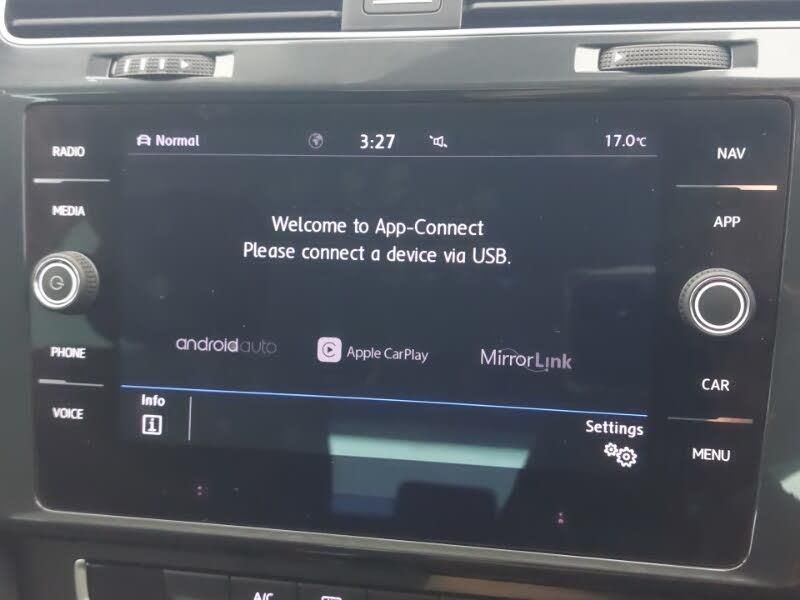 RADIO
MEDIA
PHONE
VOICE
Normal
3:27
17.0°C
Welcome to App-Connect
Please connect a device via USB.
androidauto
Apple CarPlay
MirrorLink
Info
i
Settings
NAV
APP
CAR
MENU
A/C